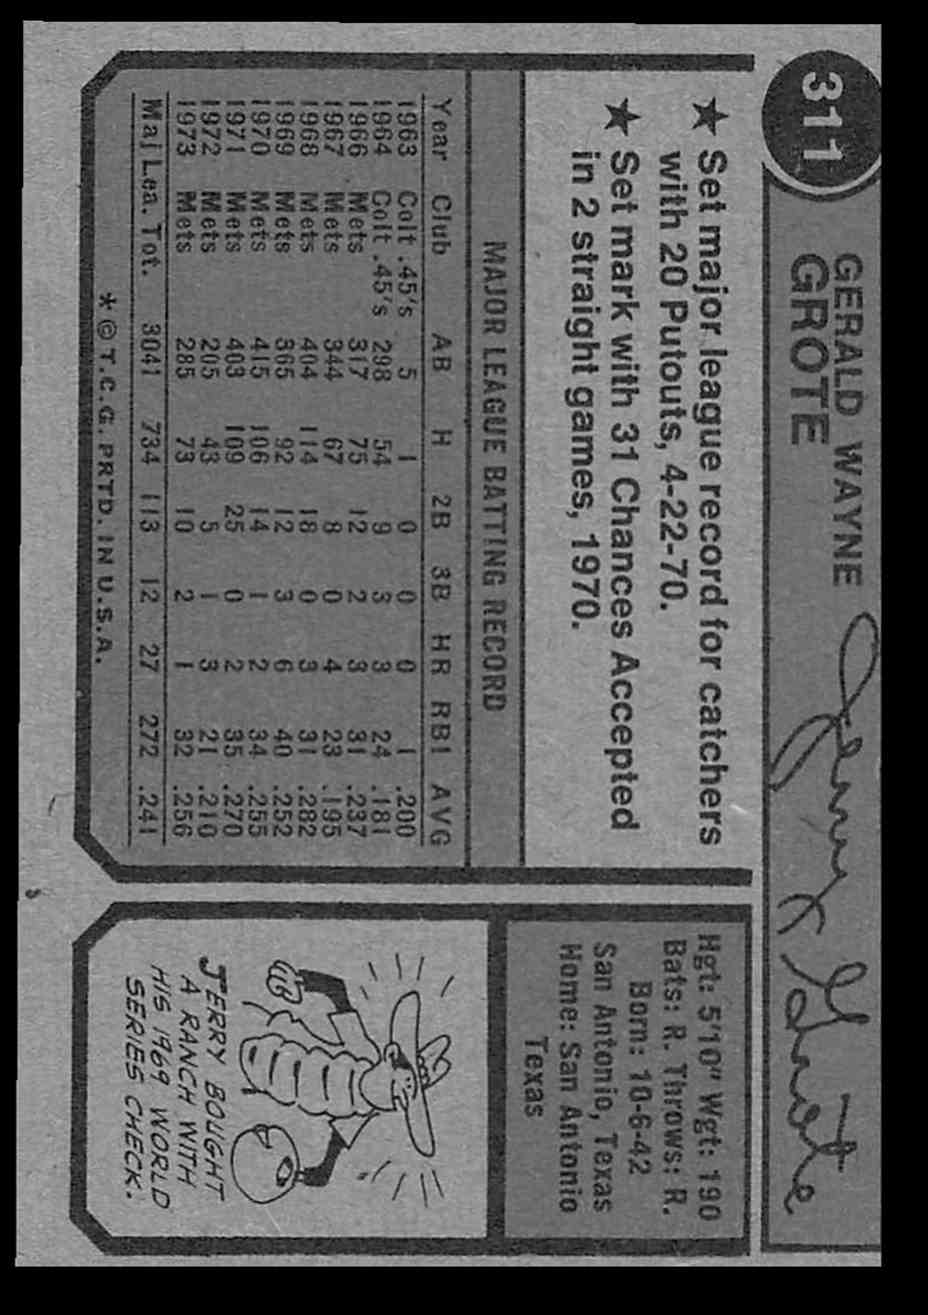 311
GERALD WAYNE
GROTE
Jerry Grote
★ Set major league record for catchers
with 20 Putouts, 4-22-70.
★ Set mark with 31 Chances Accepted
in 2 straight games, 1970.
MAJOR LEAGUE BATTING RECORD
Year Club AB H 2B 3B HR RBI AVG
1963 Colt .45's 5 1 0 0 0 1 .200
1964 Colt .45's 298 54 9 3 3 24 .181
1966 Mets 317 75 12 2 3 31 .237
1967 Mets 344 67 8 0 4 23 .195
1968 Mets 404 114 18 0 3 31 .282
1969 Mets 365 92 12 3 6 40 .252
1970 Mets 415 106 14 1 2 34 .255
1971 Mets 403 109 25 0 2 35 .270
1972 Mets 205 43 5 1 3 21 .210
1973 Mets 285 73 10 2 1 32 .256
Maj Lea. Tot. 3041 734 113 12 27 272 .241
* © T.C.G. PRTD. IN U.S.A.
Hgt: 5'10" Wgt: 190
Bats: R. Throws: R.
Born: 10-6-42
San Antonio, Texas
Home: San Antonio
Texas
JERRY BOUGHT
A RANCH WITH
HIS 1969 WORLD
SERIES CHECK.